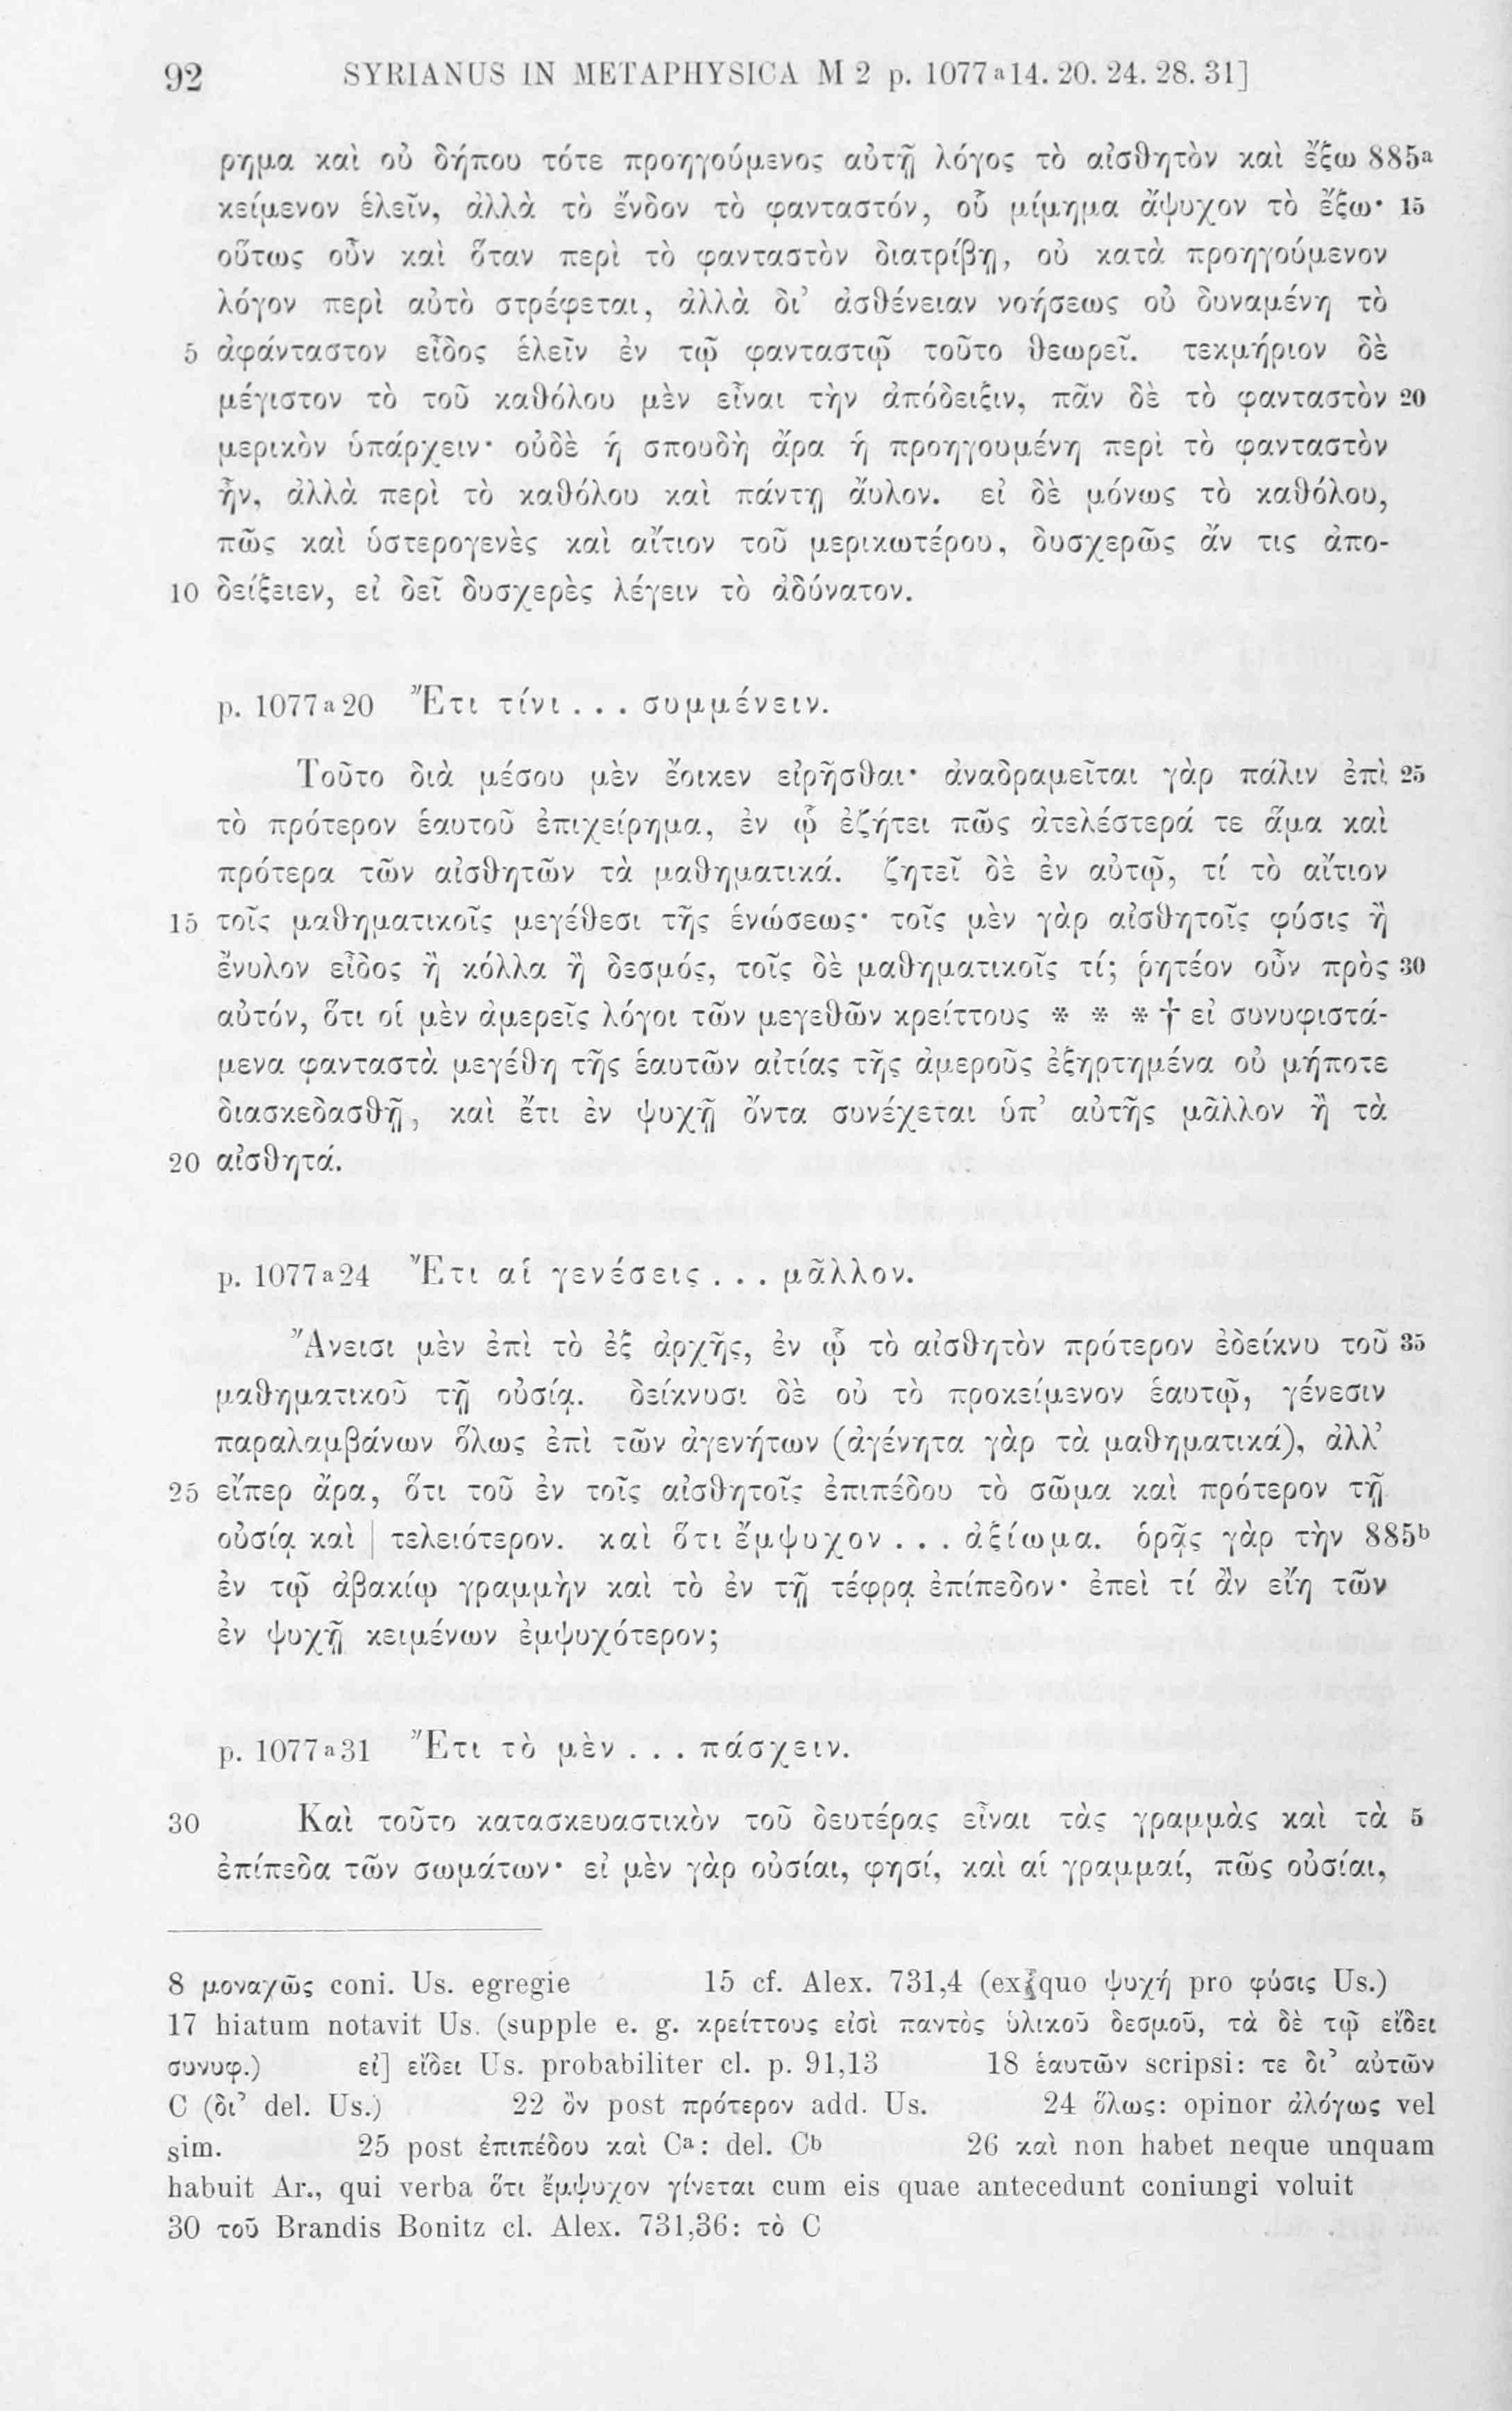 92 SYRIANUS IN METAPHYSICA M 2 p. 1077a14. 20. 24. 28. 31]
ρημα καὶ οὐ δήπου τότε προηγούμενος αὐτῇ λόγος τὸ αἰσθητὸν καὶ ἔξω 885a
κείμενον ἑλεῖν, ἀλλὰ τὸ ἔνδον τὸ φανταστόν, οὗ μίμημα ἄψυχον τὸ ἔξω· 15
οὕτως οὖν καὶ ὅταν περὶ τὸ φανταστὸν διατρίβῃ, οὐ κατὰ προηγούμενον
λόγον περὶ αὐτὸ στρέφεται, ἀλλὰ δι’ ἀσθένειαν νοήσεως οὐ δυναμένη τὸ
5 ἀφάνταστον εἶδος ἑλεῖν ἐν τῷ φανταστῷ τοῦτο θεωρεῖ. τεκμήριον δὲ
μέγιστον τὸ τοῦ καθόλου μὲν εἶναι τὴν ἀπόδειξιν, πᾶν δὲ τὸ φανταστὸν 20
μερικὸν ὑπάρχειν· οὐδὲ ἡ σπουδὴ ἄρα ἡ προηγουμένη περὶ τὸ φανταστὸν
ἦν, ἀλλὰ περὶ τὸ καθόλου καὶ πάντῃ ἄυλον. εἰ δὲ μόνως τὸ καθόλου,
πῶς καὶ ὑστερογενὲς καὶ αἴτιον τοῦ μερικωτέρου, δυσχερῶς ἄν τις ἀπο-
10 δείξειεν, εἰ δεῖ δυσχερὲς λέγειν τὸ ἀδύνατον.
p. 1077a20 Ἔτι τίνι . . . συμμένειν.
Τοῦτο διὰ μέσου μὲν ἔοικεν εἰρῆσθαι· ἀναδραμεῖται γὰρ πάλιν ἐπὶ 25
τὸ πρότερον ἑαυτοῦ ἐπιχείρημα, ἐν ᾧ ἐζήτει πῶς ἀτελέστερά τε ἅμα καὶ
πρότερα τῶν αἰσθητῶν τὰ μαθηματικά. ζητεῖ δὲ ἐν αὐτῷ, τί τὸ αἴτιον
15 τοῖς μαθηματικοῖς μεγέθεσι τῆς ἑνώσεως· τοῖς μὲν γὰρ αἰσθητοῖς φύσις ἢ
ἔνυλον εἶδος ἢ κόλλα ἢ δεσμός, τοῖς δὲ μαθηματικοῖς τί; ῥητέον οὖν πρὸς 30
αὐτόν, ὅτι οἱ μὲν ἀμερεῖς λόγοι τῶν μεγεθῶν κρείττους * * * † εἰ συνυφιστά-
μενα φανταστὰ μεγέθη τῆς ἑαυτῶν αἰτίας τῆς ἀμεροῦς ἐξηρτημένα οὐ μήποτε
διασκεδασθῇ, καὶ ἔτι ἐν ψυχῇ ὄντα συνέχεται ὑπ’ αὐτῆς μᾶλλον ἢ τὰ
20 αἰσθητά.
p. 1077a24 Ἔτι αἱ γενέσεις . . . μᾶλλον.
Ἄνεισι μὲν ἐπὶ τὸ ἐξ ἀρχῆς, ἐν ᾧ τὸ αἰσθητὸν πρότερον ἐδείκνυ τοῦ 35
μαθηματικοῦ τῇ οὐσίᾳ. δείκνυσι δὲ οὐ τὸ προκείμενον ἑαυτῷ, γένεσιν
παραλαμβάνων ὅλως ἐπὶ τῶν ἀγενήτων (ἀγένητα γὰρ τὰ μαθηματικά), ἀλλ’
25 εἴπερ ἄρα, ὅτι τοῦ ἐν τοῖς αἰσθητοῖς ἐπιπέδου τὸ σῶμα καὶ πρότερον τῇ
οὐσίᾳ καὶ | τελειότερον. καὶ ὅτι ἔμψυχον . . . ἀξίωμα. ὁρᾷς γὰρ τὴν 885b
ἐν τῷ ἀβακίῳ γραμμὴν καὶ τὸ ἐν τῇ τέφρᾳ ἐπίπεδον· ἐπεὶ τί ἂν εἴη τῶν
ἐν ψυχῇ κειμένων ἐμψυχότερον;
p. 1077a31 Ἔτι τὸ μὲν . . . πάσχειν.
30 Καὶ τοῦτο κατασκευαστικὸν τοῦ δευτέρας εἶναι τὰς γραμμὰς καὶ τὰ 5
ἐπίπεδα τῶν σωμάτων· εἰ μὲν γὰρ οὐσίαι, φησί, καὶ αἱ γραμμαί, πῶς οὐσίαι,
8 μοναχῶς coni. Us. egregie 15 cf. Alex. 731,4 (ex quo ψυχή pro φύσις Us.)
17 hiatum notavit Us. (supple e. g. κρείττους εἰσὶ παντὸς ὑλικοῦ δεσμοῦ, τὰ δὲ τῷ εἴδει
συνυφ.) εἰ] εἴδει Us. probabiliter cl. p. 91,13 18 ἑαυτῶν scripsi: τε δι’ αὐτῶν
C (δι’ del. Us.) 22 ὂν post πρότερον add. Us. 24 ὅλως: opinor ἀλόγως vel
sim. 25 post ἐπιπέδου καὶ Ca: del. Cb 26 καὶ non habet neque unquam
habuit Ar., qui verba ὅτι ἔμψυχον γίνεται cum eis quae antecedunt coniungi voluit
30 τοῦ Brandis Bonitz cl. Alex. 731,36: τὸ C